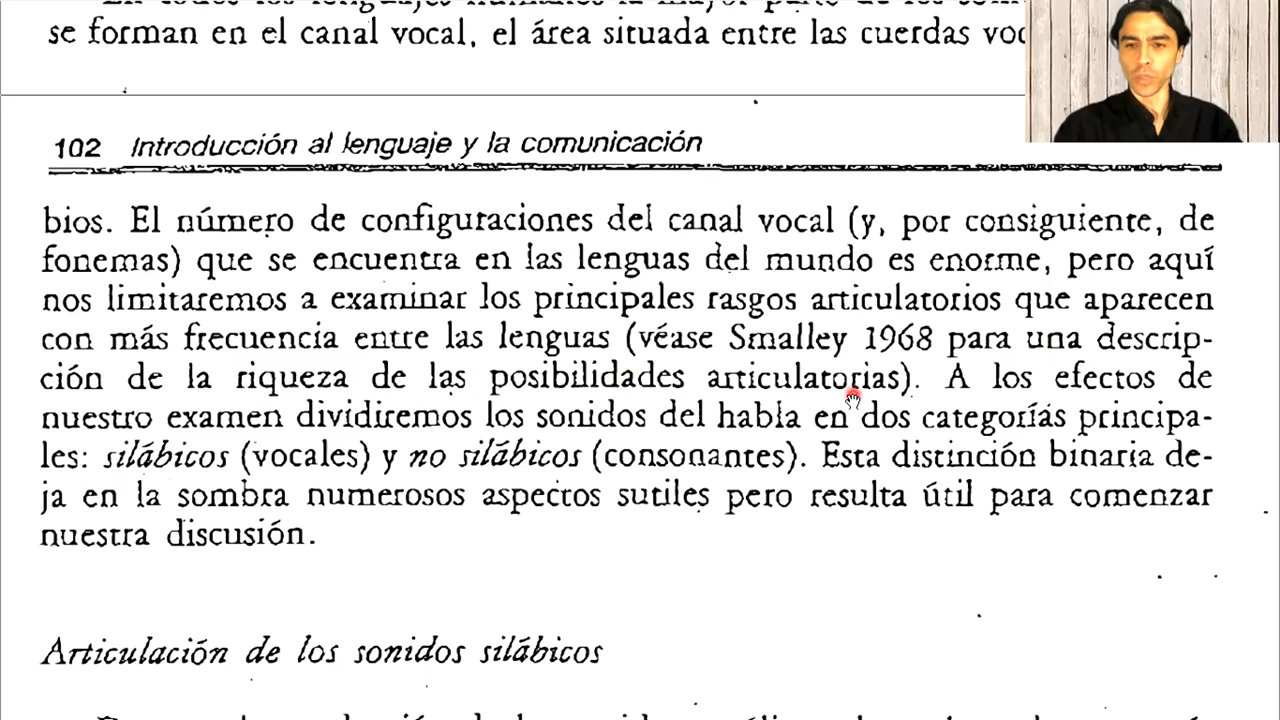 se forman en el canal vocal, el área situada entre las cuerdas
102 Introducción al lenguaje y la comunicación
bios. El número de configuraciones del canal vocal (y, por consiguiente, de
fonemas) que se encuentra en las lenguas del mundo es enorme, pero aquí
nos limitaremos a examinar los principales rasgos articulatorios que aparecen
con más frecuencia entre las lenguas (véase Smalley 1968 para una descrip-
ción de la riqueza de las posibilidades articulatorias). A los efectos de
nuestro examen dividiremos los sonidos del habla en dos categorías principa-
les: silábicos (vocales) y no silábicos (consonantes). Esta distinción binaria de-
ja en la sombra numerosos aspectos sutiles pero resulta útil para comenzar
nuestra discusión.
Articulación de los sonidos silábicos